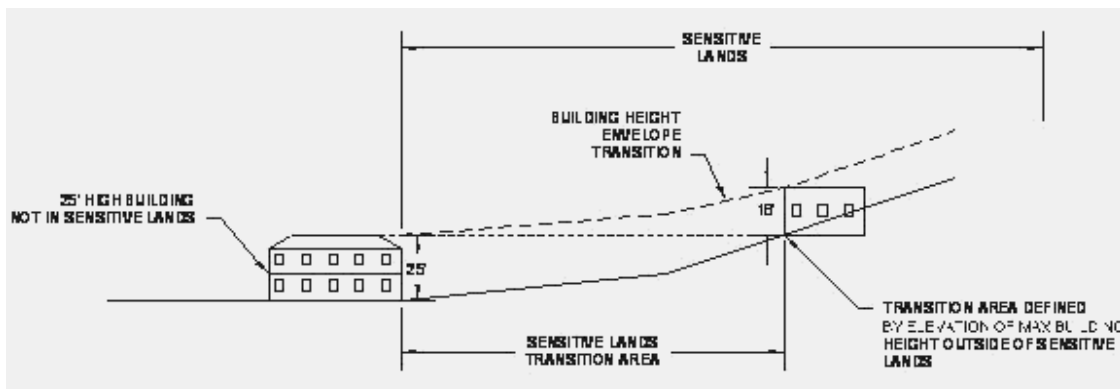 SENSITIVE
LANDS
BUILDING HEIGHT
ENVELOPE
TRANSITION
25' HIGH BUILDING
NOT IN SENSITIVE LANDS
18'
25'
SENSITIVE LANDS
TRANSITION AREA
TRANSITION AREA DEFINED
BY ELEVATION OF MAX BUILDING
HEIGHT OUTSIDE OF SENSITIVE
LANDS